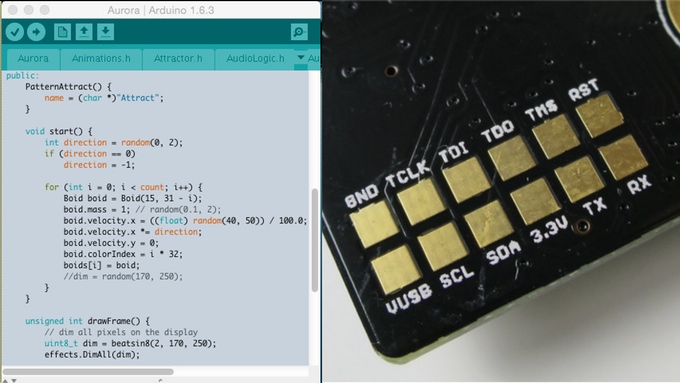 Aurora | Arduino 1.6.3
Aurora Animations.h Attractor.h AudioLogic.h Au
public:
PatternAttract() {
name = (char *)"Attract";
}
void start() {
int direction = random(0, 2);
if (direction == 0)
direction = -1;
for (int i = 0; i < count; i++) {
Boid boid = Boid(15, 31 - i);
boid.mass = 1; // random(0.1, 2);
boid.velocity.x = ((float) random(40, 50)) / 100.0;
boid.velocity.x *= direction;
boid.velocity.y = 0;
boid.colorIndex = i * 32;
boids[i] = boid;
//dim = random(170, 250);
}
}
unsigned int drawFrame() {
// dim all pixels on the display
uint8_t dim = beatsin8(2, 170, 250);
effects.DimAll(dim);
GND TCLK TDI TDO TMS RST
VUSB SCL SDA 3.3V TX RX